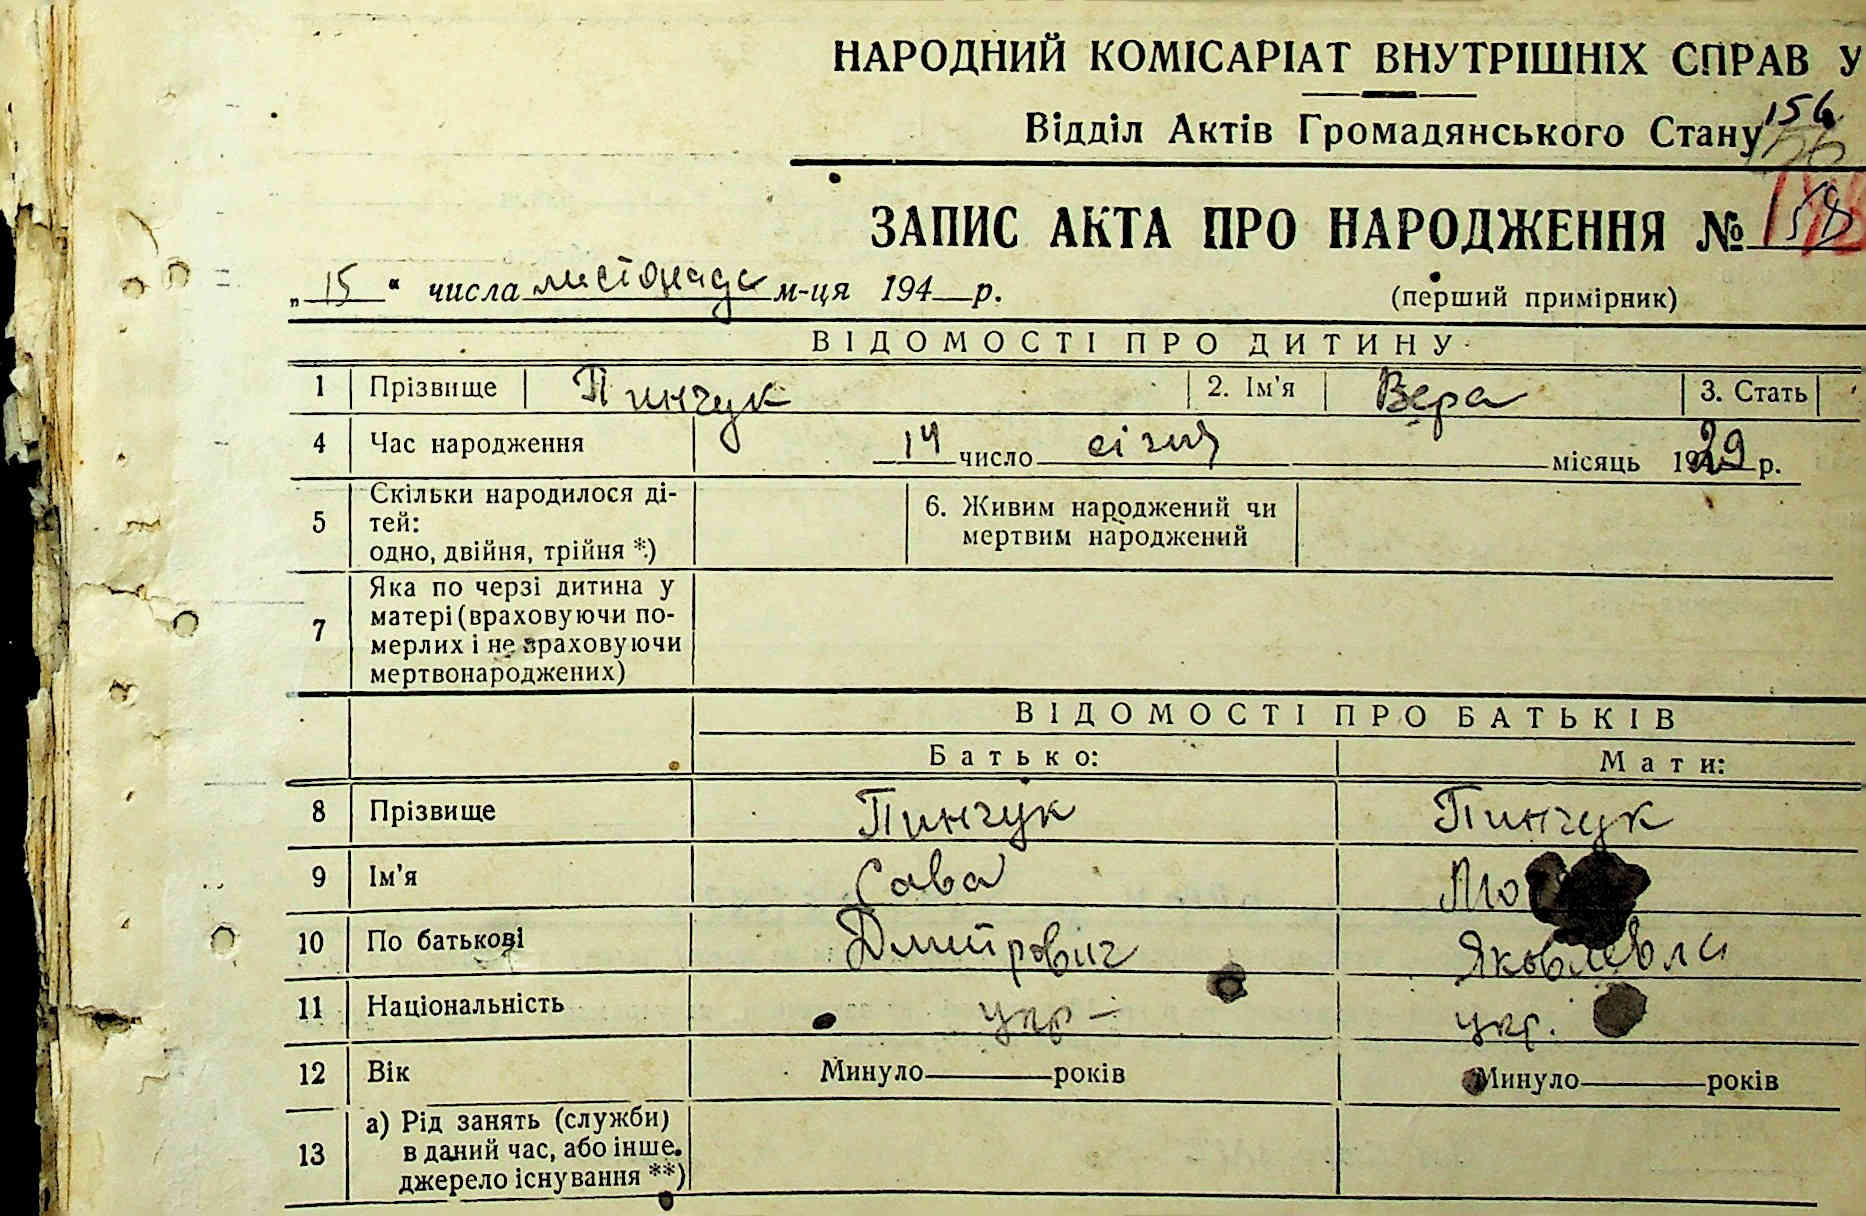 НАРОДНИЙ КОМІСАРІАТ ВНУТРІШНІХ СПРАВ У
Відділ Актів Громадянського Стану
156
ЗАПИС АКТА ПРО НАРОДЖЕННЯ № 158
„15“ числа листопада м-ця 194 р.
(перший примірник)
ВІДОМОСТІ ПРО ДИТИНУ
1 Прізвище Пинчук 2. Ім'я Вера 3. Стать
4 Час народження 14 число січня місяць 1929 р.
5 Скільки народилося ді-
тей:
одно, двійня, трійня *)
6. Живим народжений чи
мертвим народжений
7 Яка по черзі дитина у
матері (враховуючи по-
мерлих і не враховуючи
мертвонароджених)
ВІДОМОСТІ ПРО БАТЬКІВ
Батько: Мати:
8 Прізвище Пинчук Пинчук
9 Ім'я Сава
10 По батькові Дмитрович Яковлевна
11 Національність укр- укр.
12 Вік Минуло років Минуло років
13 а) Рід занять (служби)
в даний час, або інше.
джерело існування **)